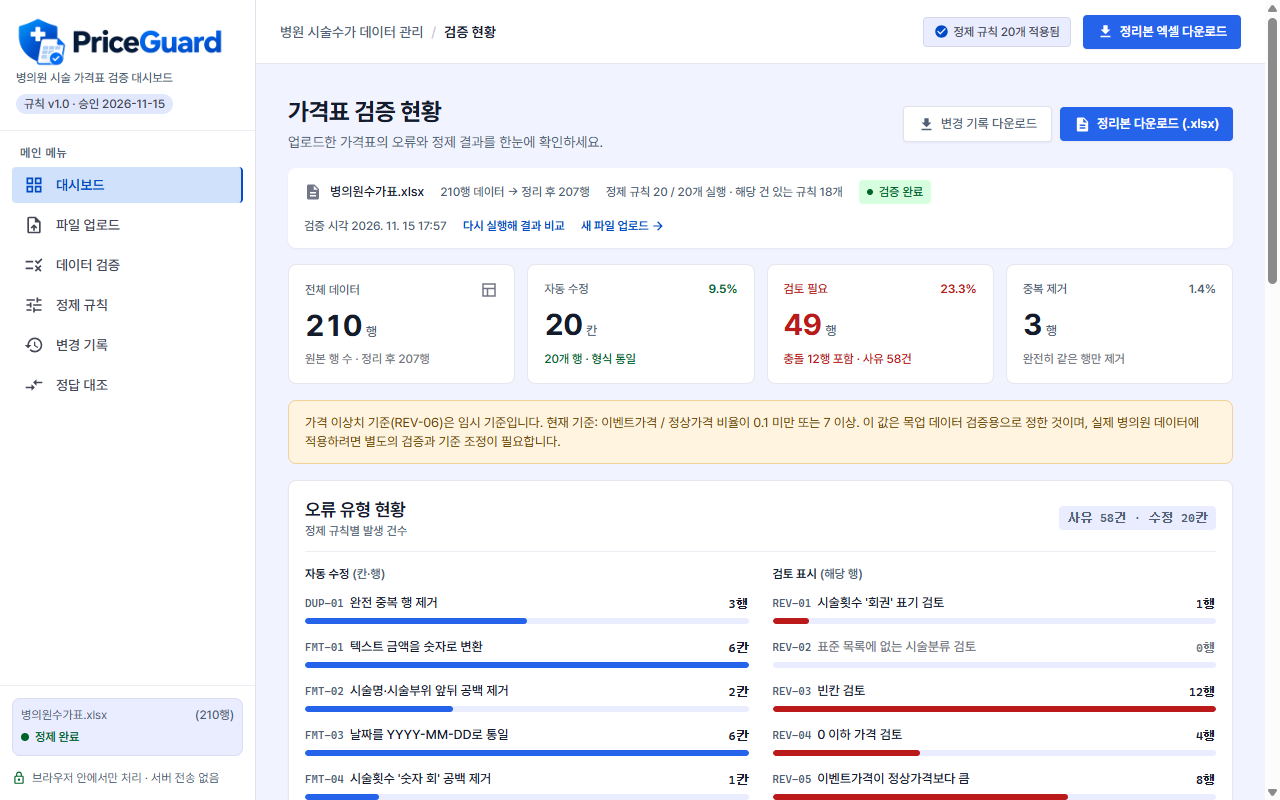 PriceGuard
병의원 시술 가격표 검증 대시보드
규칙 v1.0 · 승인 2026-11-15
메인 메뉴
대시보드
파일 업로드
데이터 검증
정제 규칙
변경 기록
정답 대조
병의원수가표.xlsx (210행)
정제 완료
브라우저 안에서만 처리 · 서버 전송 없음
병원 시술수가 데이터 관리 / 검증 현황
정제 규칙 20개 적용됨
정리본 엑셀 다운로드
가격표 검증 현황
업로드한 가격표의 오류와 정제 결과를 한눈에 확인하세요.
변경 기록 다운로드
정리본 다운로드 (.xlsx)
병의원수가표.xlsx 210행 데이터 → 정리 후 207행 정제 규칙 20 / 20개 실행 · 해당 건 있는 규칙 18개 검증 완료
검증 시각 2026. 11. 15 17:57 다시 실행해 결과 비교 새 파일 업로드 →
전체 데이터
210 행
원본 행 수 · 정리 후 207행
자동 수정 9.5%
20 칸
20개 행 · 형식 통일
검토 필요 23.3%
49 행
충돌 12행 포함 · 사유 58건
중복 제거 1.4%
3 행
완전히 같은 행만 제거
가격 이상치 기준(REV-06)은 임시 기준입니다. 현재 기준: 이벤트가격 / 정상가격 비율이 0.1 미만 또는 7 이상. 이 값은 목업 데이터 검증용으로 정한 것이며, 실제 병의원 데이터에
적용하려면 별도의 검증과 기준 조정이 필요합니다.
오류 유형 현황
정제 규칙별 발생 건수
사유 58건 · 수정 20칸
자동 수정 (칸·행)
DUP-01 완전 중복 행 제거 3행
FMT-01 텍스트 금액을 숫자로 변환 6칸
FMT-02 시술명·시술부위 앞뒤 공백 제거 2칸
FMT-03 날짜를 YYYY-MM-DD로 통일 6칸
FMT-04 시술횟수 '숫자 회' 공백 제거 1칸
검토 표시 (해당 행)
REV-01 시술횟수 '회권' 표기 검토 1행
REV-02 표준 목록에 없는 시술분류 검토 0행
REV-03 빈칸 검토 12행
REV-04 0 이하 가격 검토 4행
REV-05 이벤트가격이 정상가격보다 큼 8행